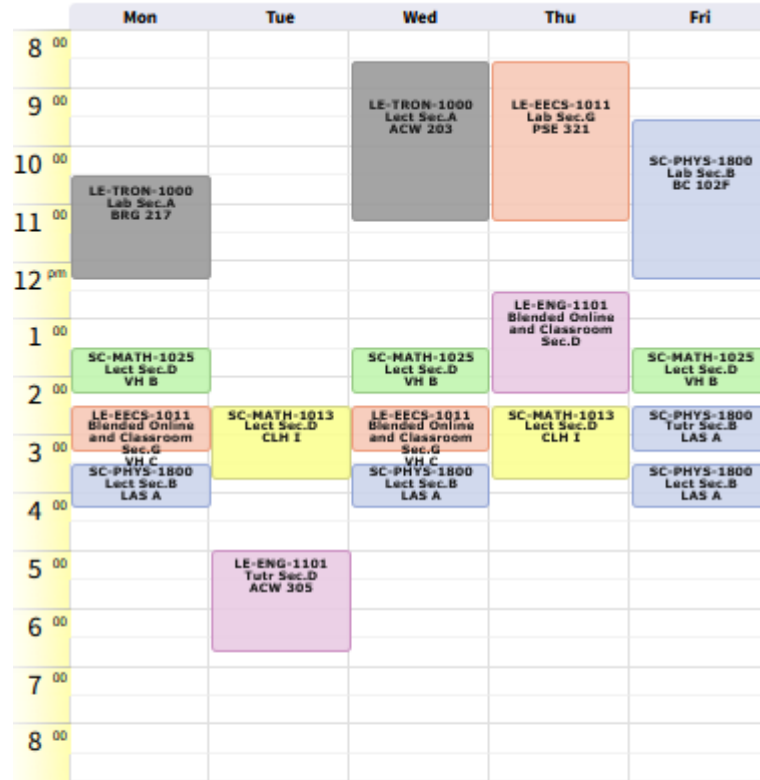 Mon Tue Wed Thu Fri
8 00
9 00
LE-TRON-1000
Lect Sec.A
ACW 203
LE-EECS-1011
Lab Sec.G
PSE 321
10 00
SC-PHYS-1800
Lab Sec.B
BC 102F
LE-TRON-1000
Lab Sec.A
BRG 217
11 00
12 pm
LE-ENG-1101
Blended Online
and Classroom
Sec.D
1 00
SC-MATH-1025
Lect Sec.D
VH B
SC-MATH-1025
Lect Sec.D
VH B
SC-MATH-1025
Lect Sec.D
VH B
2 00
LE-EECS-1011
Blended Online
and Classroom
Sec.G
VH C
SC-MATH-1013
Lect Sec.D
CLH I
LE-EECS-1011
Blended Online
and Classroom
Sec.G
VH C
SC-MATH-1013
Lect Sec.D
CLH I
SC-PHYS-1800
Tutr Sec.B
LAS A
3 00
SC-PHYS-1800
Lect Sec.B
LAS A
SC-PHYS-1800
Lect Sec.B
LAS A
SC-PHYS-1800
Lect Sec.B
LAS A
4 00
5 00
LE-ENG-1101
Tutr Sec.D
ACW 305
6 00
7 00
8 00